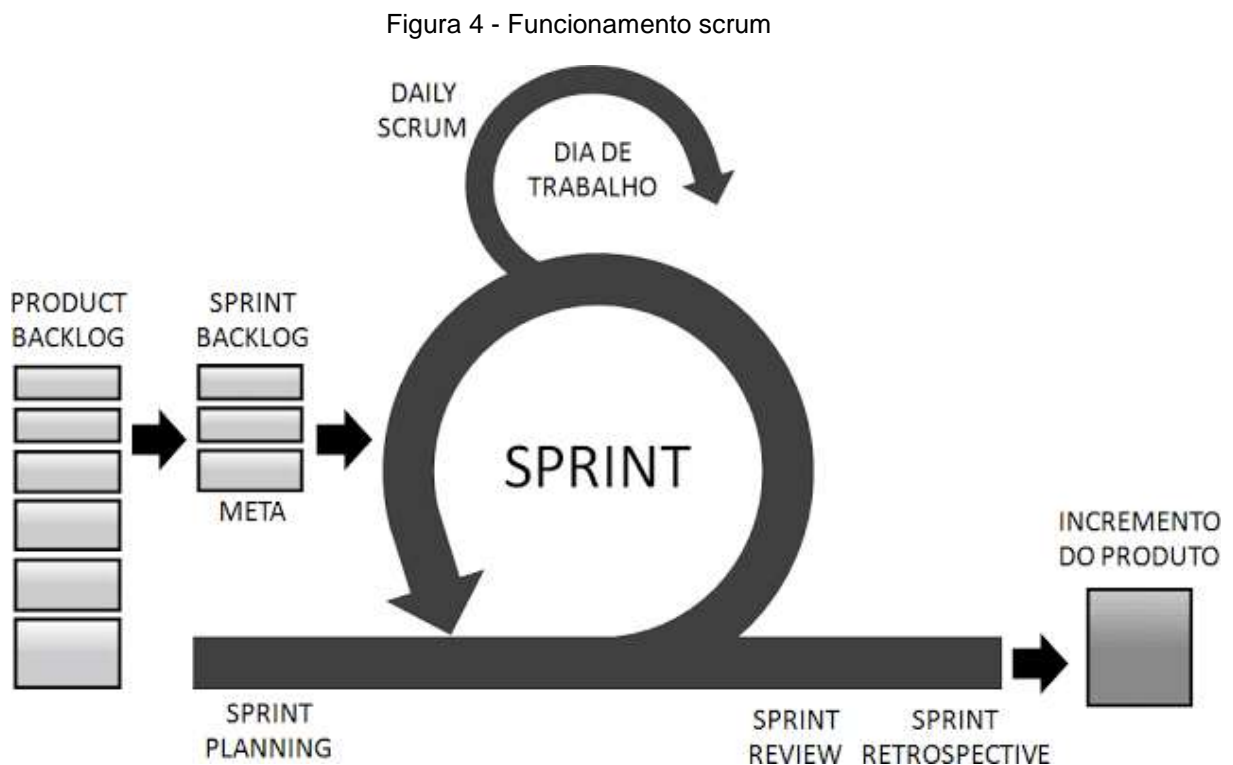 Figura 4 - Funcionamento scrum
DAILY
SCRUM
DIA DE
TRABALHO
PRODUCT
BACKLOG
SPRINT
BACKLOG
META
SPRINT
INCREMENTO
DO PRODUTO
SPRINT
PLANNING
SPRINT
REVIEW
SPRINT
RETROSPECTIVE